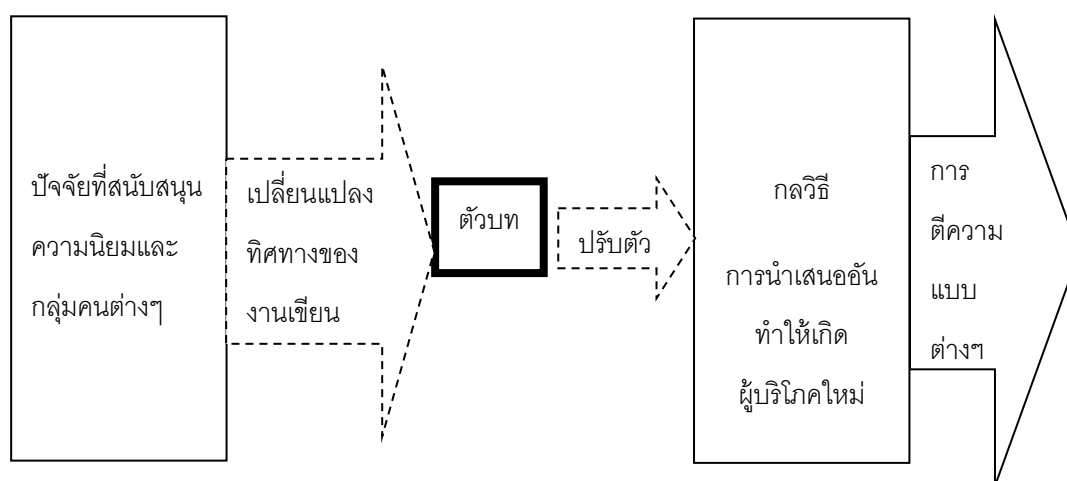 ปัจจัยที่สนับสนุน
ความนิยมและ
กลุ่มคนต่างๆ
เปลี่ยนแปลง
ทิศทางของ
งานเขียน
ตัวบท
ปรับตัว
กลวิธี
การนำเสนออัน
ทำให้เกิด
ผู้บริโภคใหม่
การ
ตีความ
แบบ
ต่างๆ